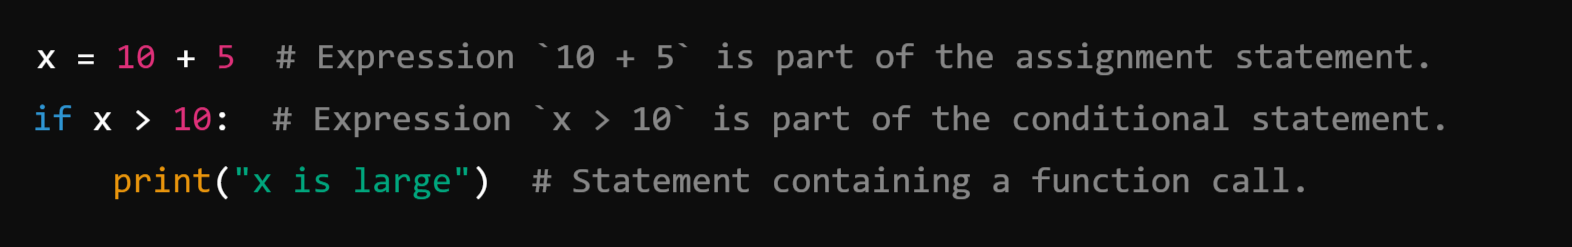 x = 10 + 5  # Expression `10 + 5` is part of the assignment statement.
if x > 10:  # Expression `x > 10` is part of the conditional statement.
    print("x is large")  # Statement containing a function call.